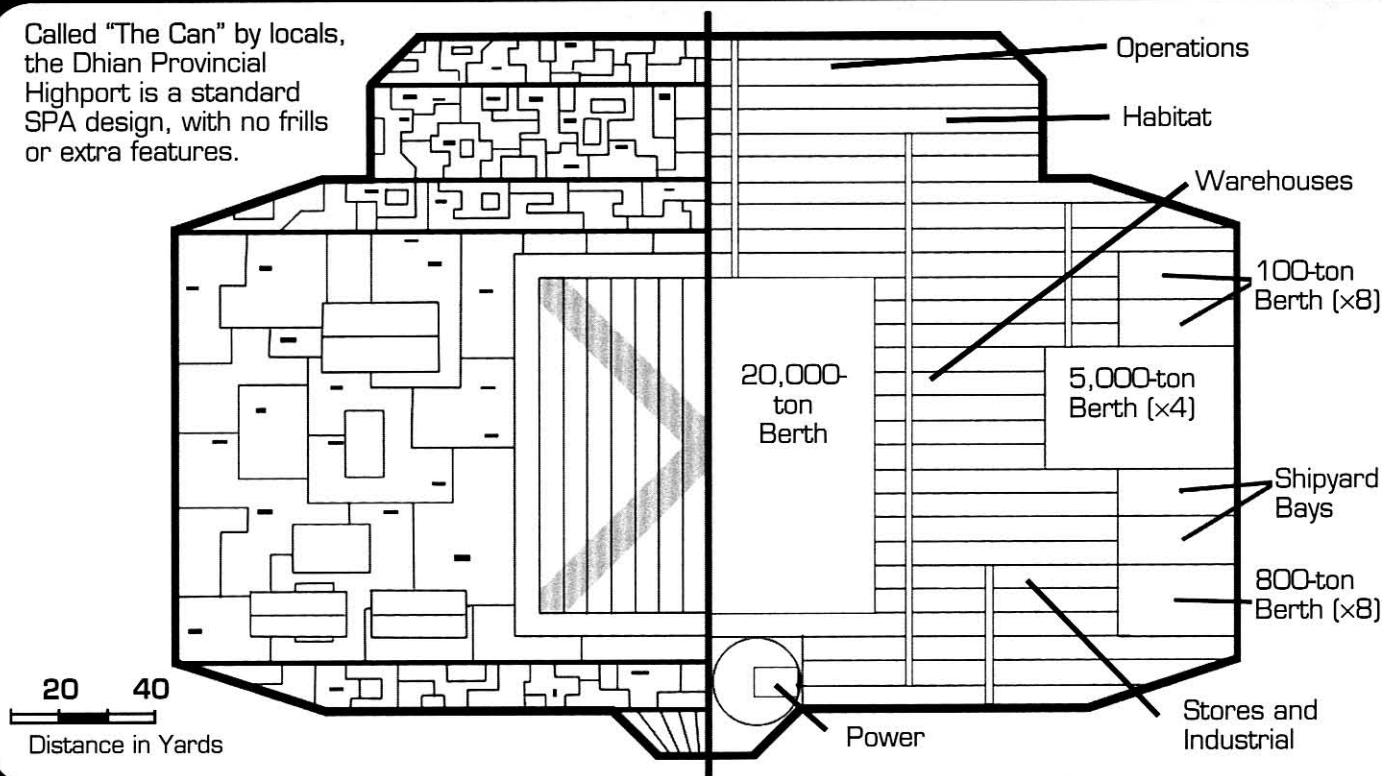 Called “The Can” by locals,
the Dhian Provincial
Highport is a standard
SPA design, with no frills
or extra features.
Operations
Habitat
Warehouses
100-ton
Berth (x8)
20,000-
ton
Berth
5,000-ton
Berth (x4)
Shipyard
Bays
800-ton
Berth (x8)
Stores and
Industrial
Power
20 40
Distance in Yards